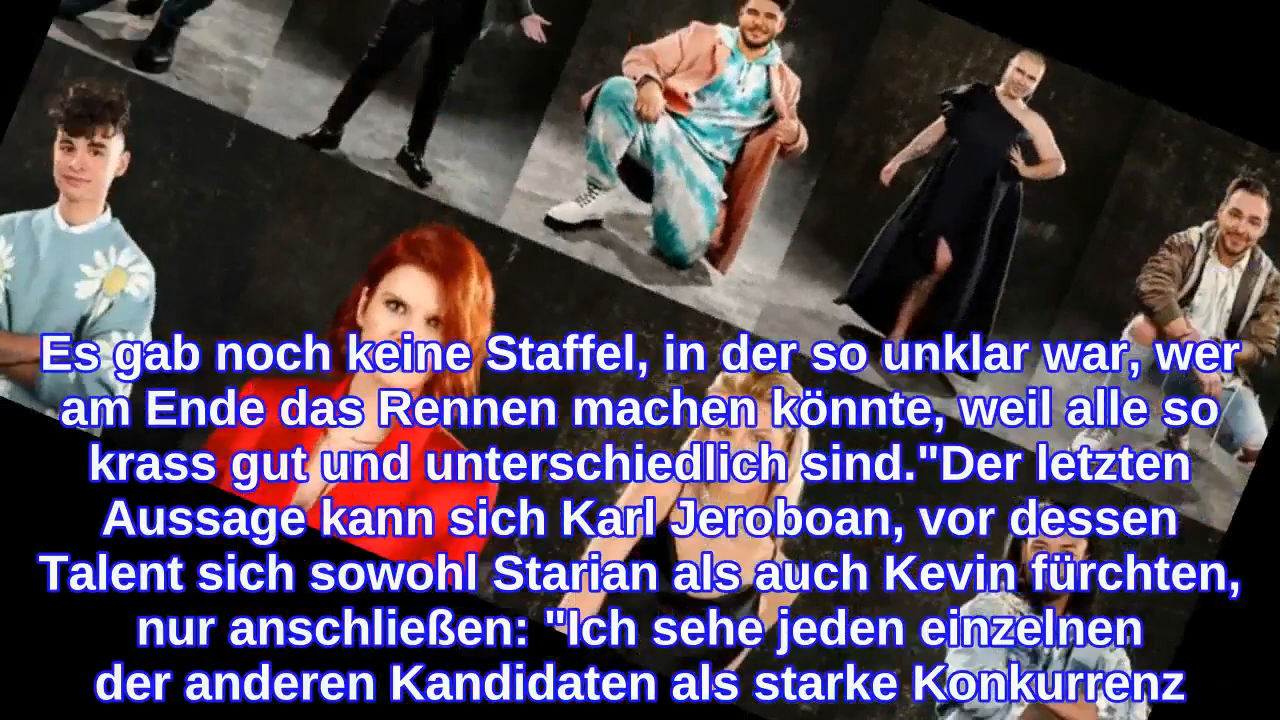 Es gab noch keine Staffel, in der so unklar war, wer
am Ende das Rennen machen könnte, weil alle so
krass gut und unterschiedlich sind."Der letzten
Aussage kann sich Karl Jeroboan, vor dessen
Talent sich sowohl Starian als auch Kevin fürchten,
nur anschließen: "Ich sehe jeden einzelnen
der anderen Kandidaten als starke Konkurrenz